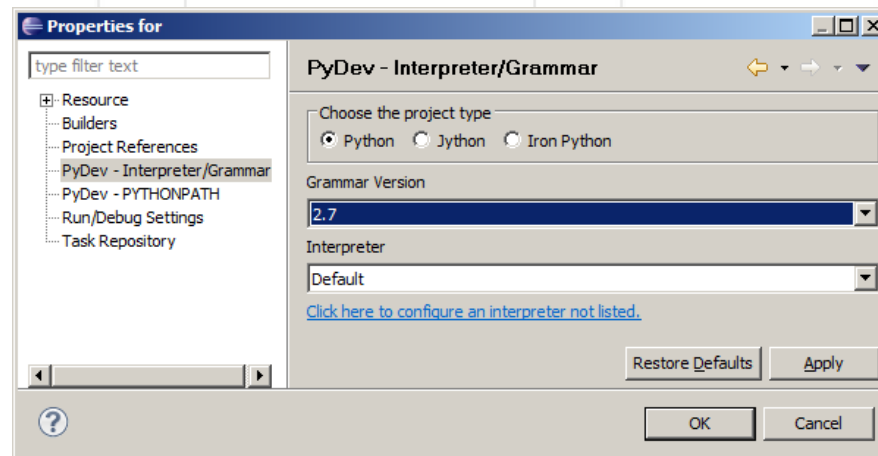 Properties for
type filter text
Resource
Builders
Project References
PyDev - Interpreter/Grammar
PyDev - PYTHONPATH
Run/Debug Settings
Task Repository
PyDev - Interpreter/Grammar
Choose the project type
Python Jython Iron Python
Grammar Version
2.7
Interpreter
Default
Click here to configure an interpreter not listed.
Restore Defaults Apply
?
OK Cancel